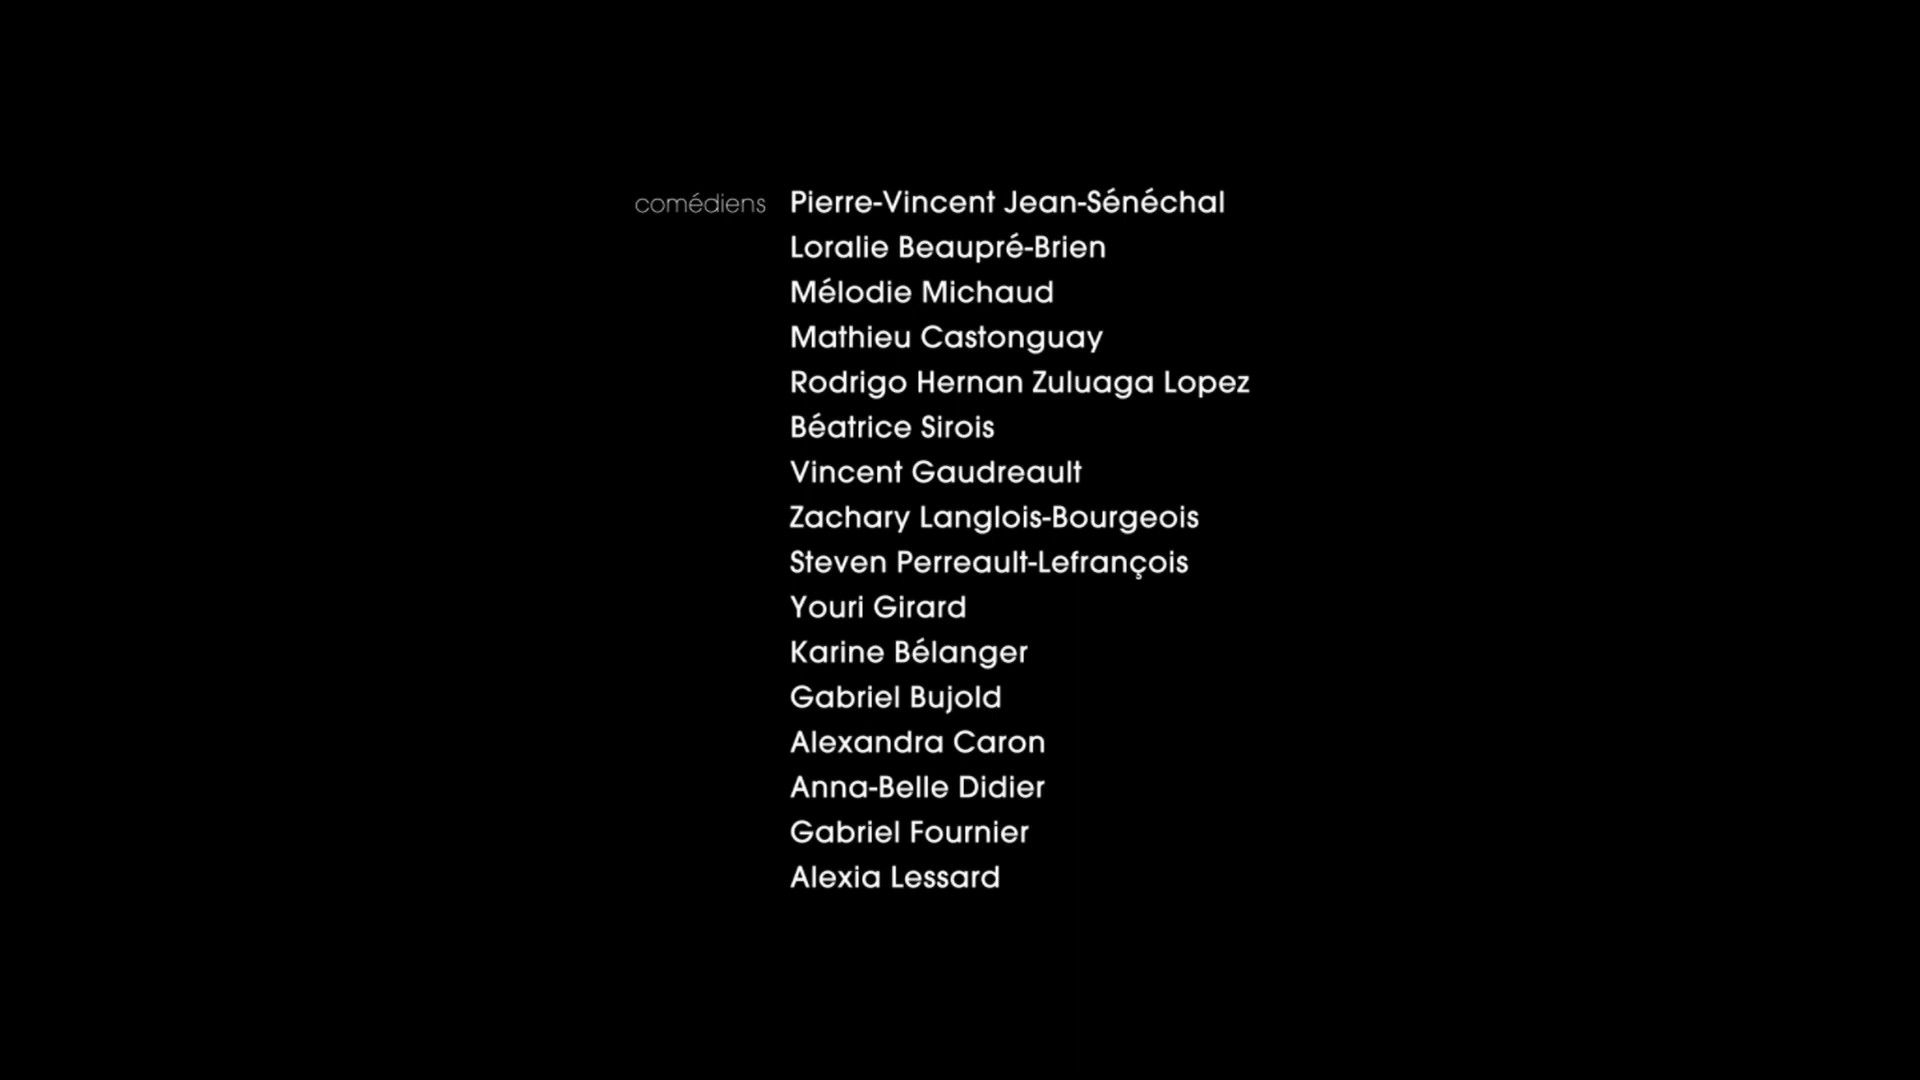 comédiens Pierre-Vincent Jean-Sénéchal
Loralie Beaupré-Brien
Mélodie Michaud
Mathieu Castonguay
Rodrigo Hernan Zuluaga Lopez
Béatrice Sirois
Vincent Gaudreault
Zachary Langlois-Bourgeois
Steven Perreault-Lefrançois
Youri Girard
Karine Bélanger
Gabriel Bujold
Alexandra Caron
Anna-Belle Didier
Gabriel Fournier
Alexia Lessard